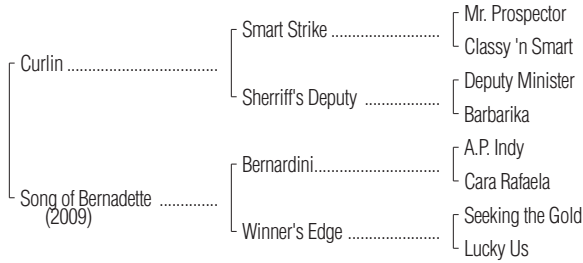 Mr. Prospector
Smart Strike ........................
Classy 'n Smart
Curlin .................................
Deputy Minister
Sherriff's Deputy .................
Barbarika
A.P. Indy
Bernardini............................
Cara Rafaela
Song of Bernadette .............
(2009)
Seeking the Gold
Winner's Edge ....................
Lucky Us